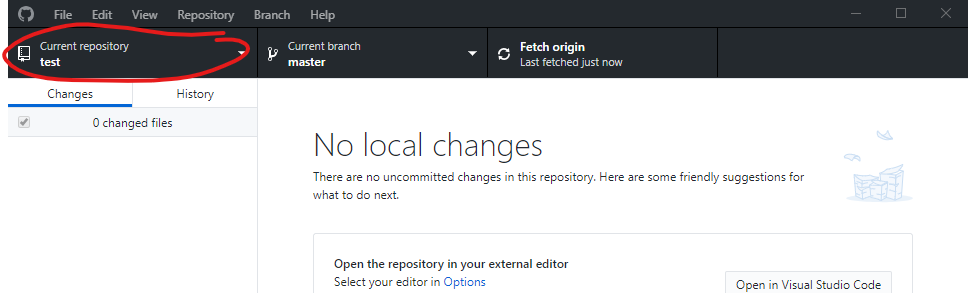 File Edit View Repository Branch Help
Current repository
test
Current branch
master
Fetch origin
Last fetched just now
Changes History
0 changed files
No local changes
There are no uncommitted changes in this repository. Here are some friendly suggestions for
what to do next.
Open the repository in your external editor
Select your editor in Options
Open in Visual Studio Code